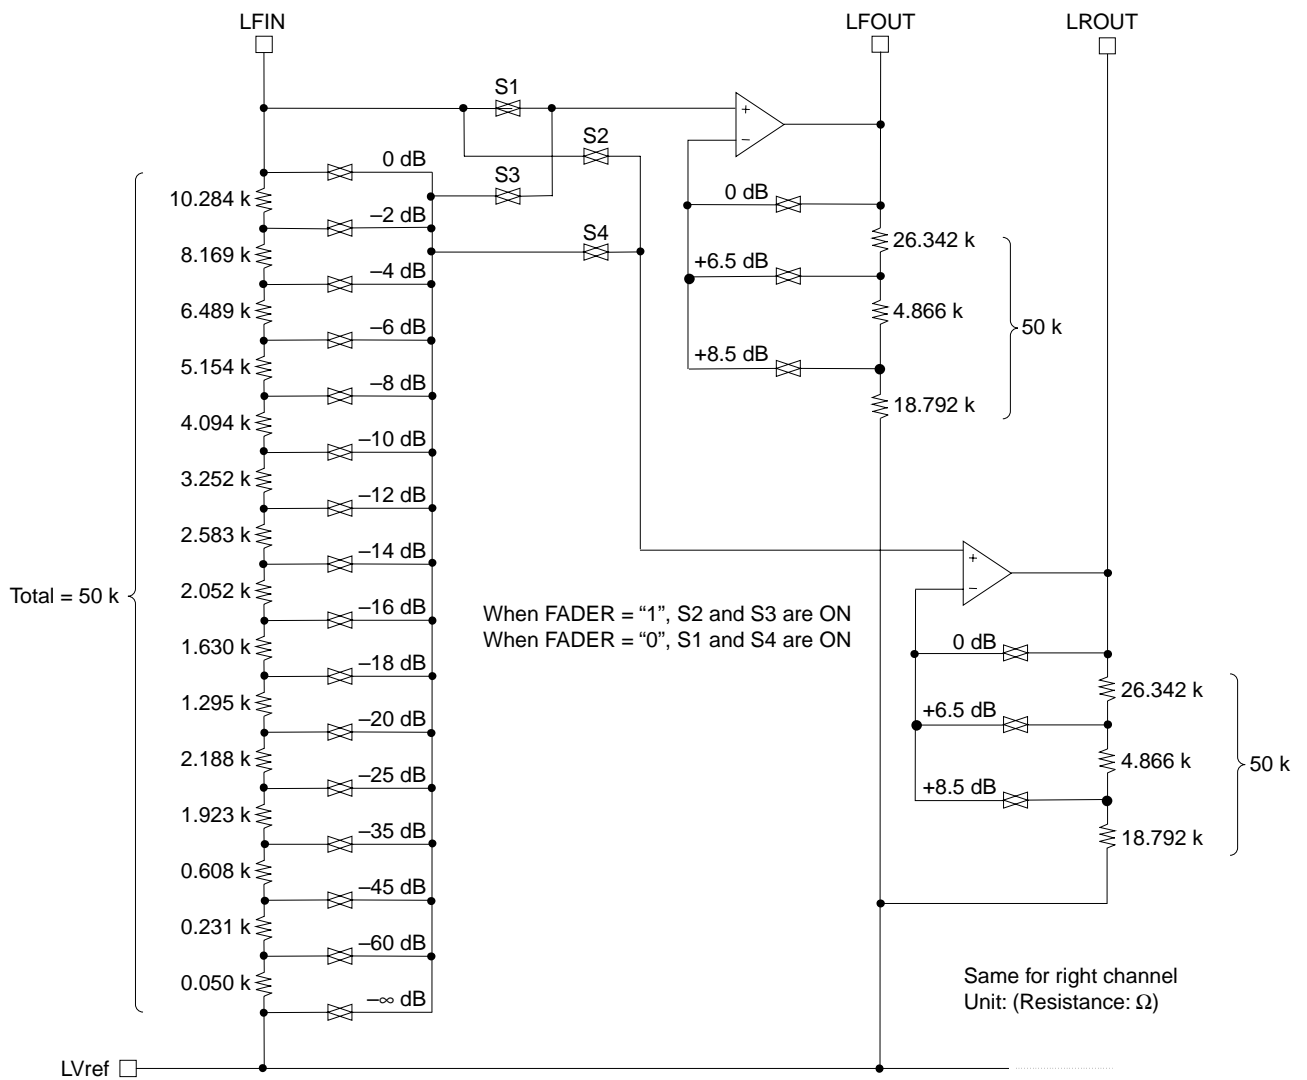 LFIN
LFOUT
LROUT
S1
S2
0 dB
S3
10.284 k
0 dB
–2 dB
S4
26.342 k
8.169 k
–4 dB
+6.5 dB
6.489 k
4.866 k
–6 dB
50 k
+8.5 dB
5.154 k
–8 dB
18.792 k
4.094 k
–10 dB
3.252 k
–12 dB
2.583 k
–14 dB
2.052 k
Total = 50 k
–16 dB
When FADER = “1”, S2 and S3 are ON
When FADER = “0”, S1 and S4 are ON
1.630 k
0 dB
–18 dB
26.342 k
1.295 k
–20 dB
+6.5 dB
2.188 k
4.866 k
50 k
–25 dB
+8.5 dB
1.923 k
–35 dB
18.792 k
0.608 k
–45 dB
0.231 k
–60 dB
0.050 k
–∞ dB
Same for right channel
Unit: (Resistance: Ω)
LVref